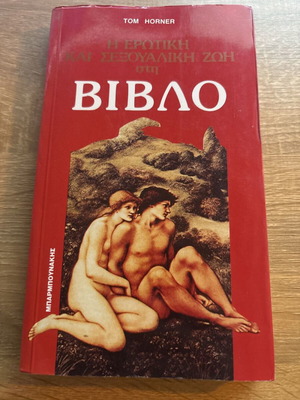 TOM HORNER
Η ΕΡΩΤΙΚΗ
ΚΑΙ ΣΕΞΟΥΑΛΙΚΗ ΖΩΗ
στη
ΒΙΒΛΟ
ΜΠΑΡΜΠΟΥΝΑΚΗΣ